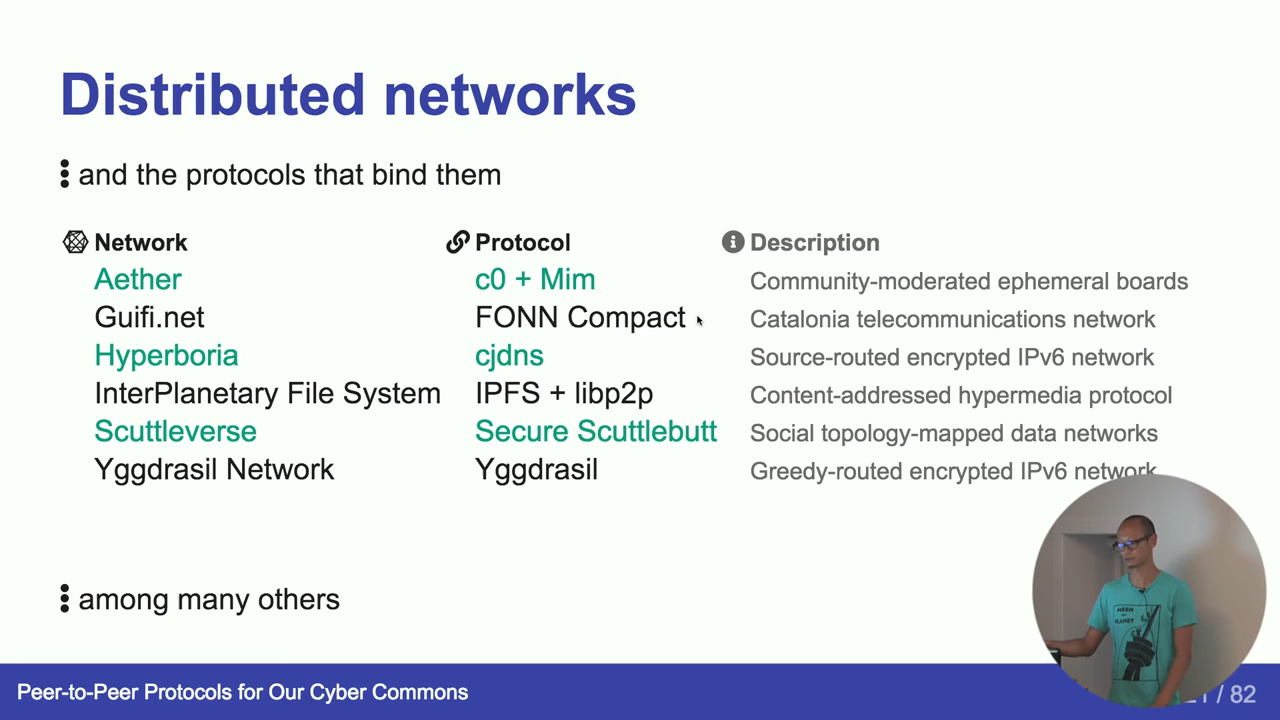 Distributed networks
and the protocols that bind them
Network Protocol Description
Aether c0 + Mim Community-moderated ephemeral boards
Guifi.net FONN Compact Catalonia telecommunications network
Hyperboria cjdns Source-routed encrypted IPv6 network
InterPlanetary File System IPFS + libp2p Content-addressed hypermedia protocol
Scuttleverse Secure Scuttlebutt Social topology-mapped data networks
Yggdrasil Network Yggdrasil Greedy-routed encrypted IPv6 network
among many others
Peer-to-Peer Protocols for Our Cyber Commons
/ 82